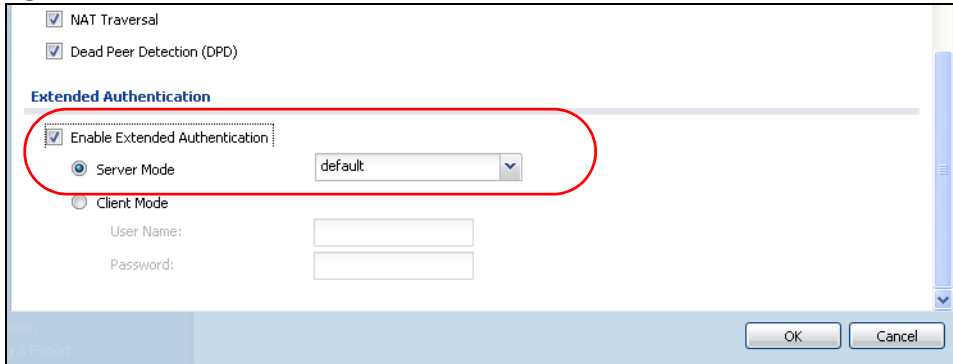 NAT Traversal
Dead Peer Detection (DPD)
Extended Authentication
Enable Extended Authentication
Server Mode default
Client Mode
User Name:
Password:
& Report
OK Cancel